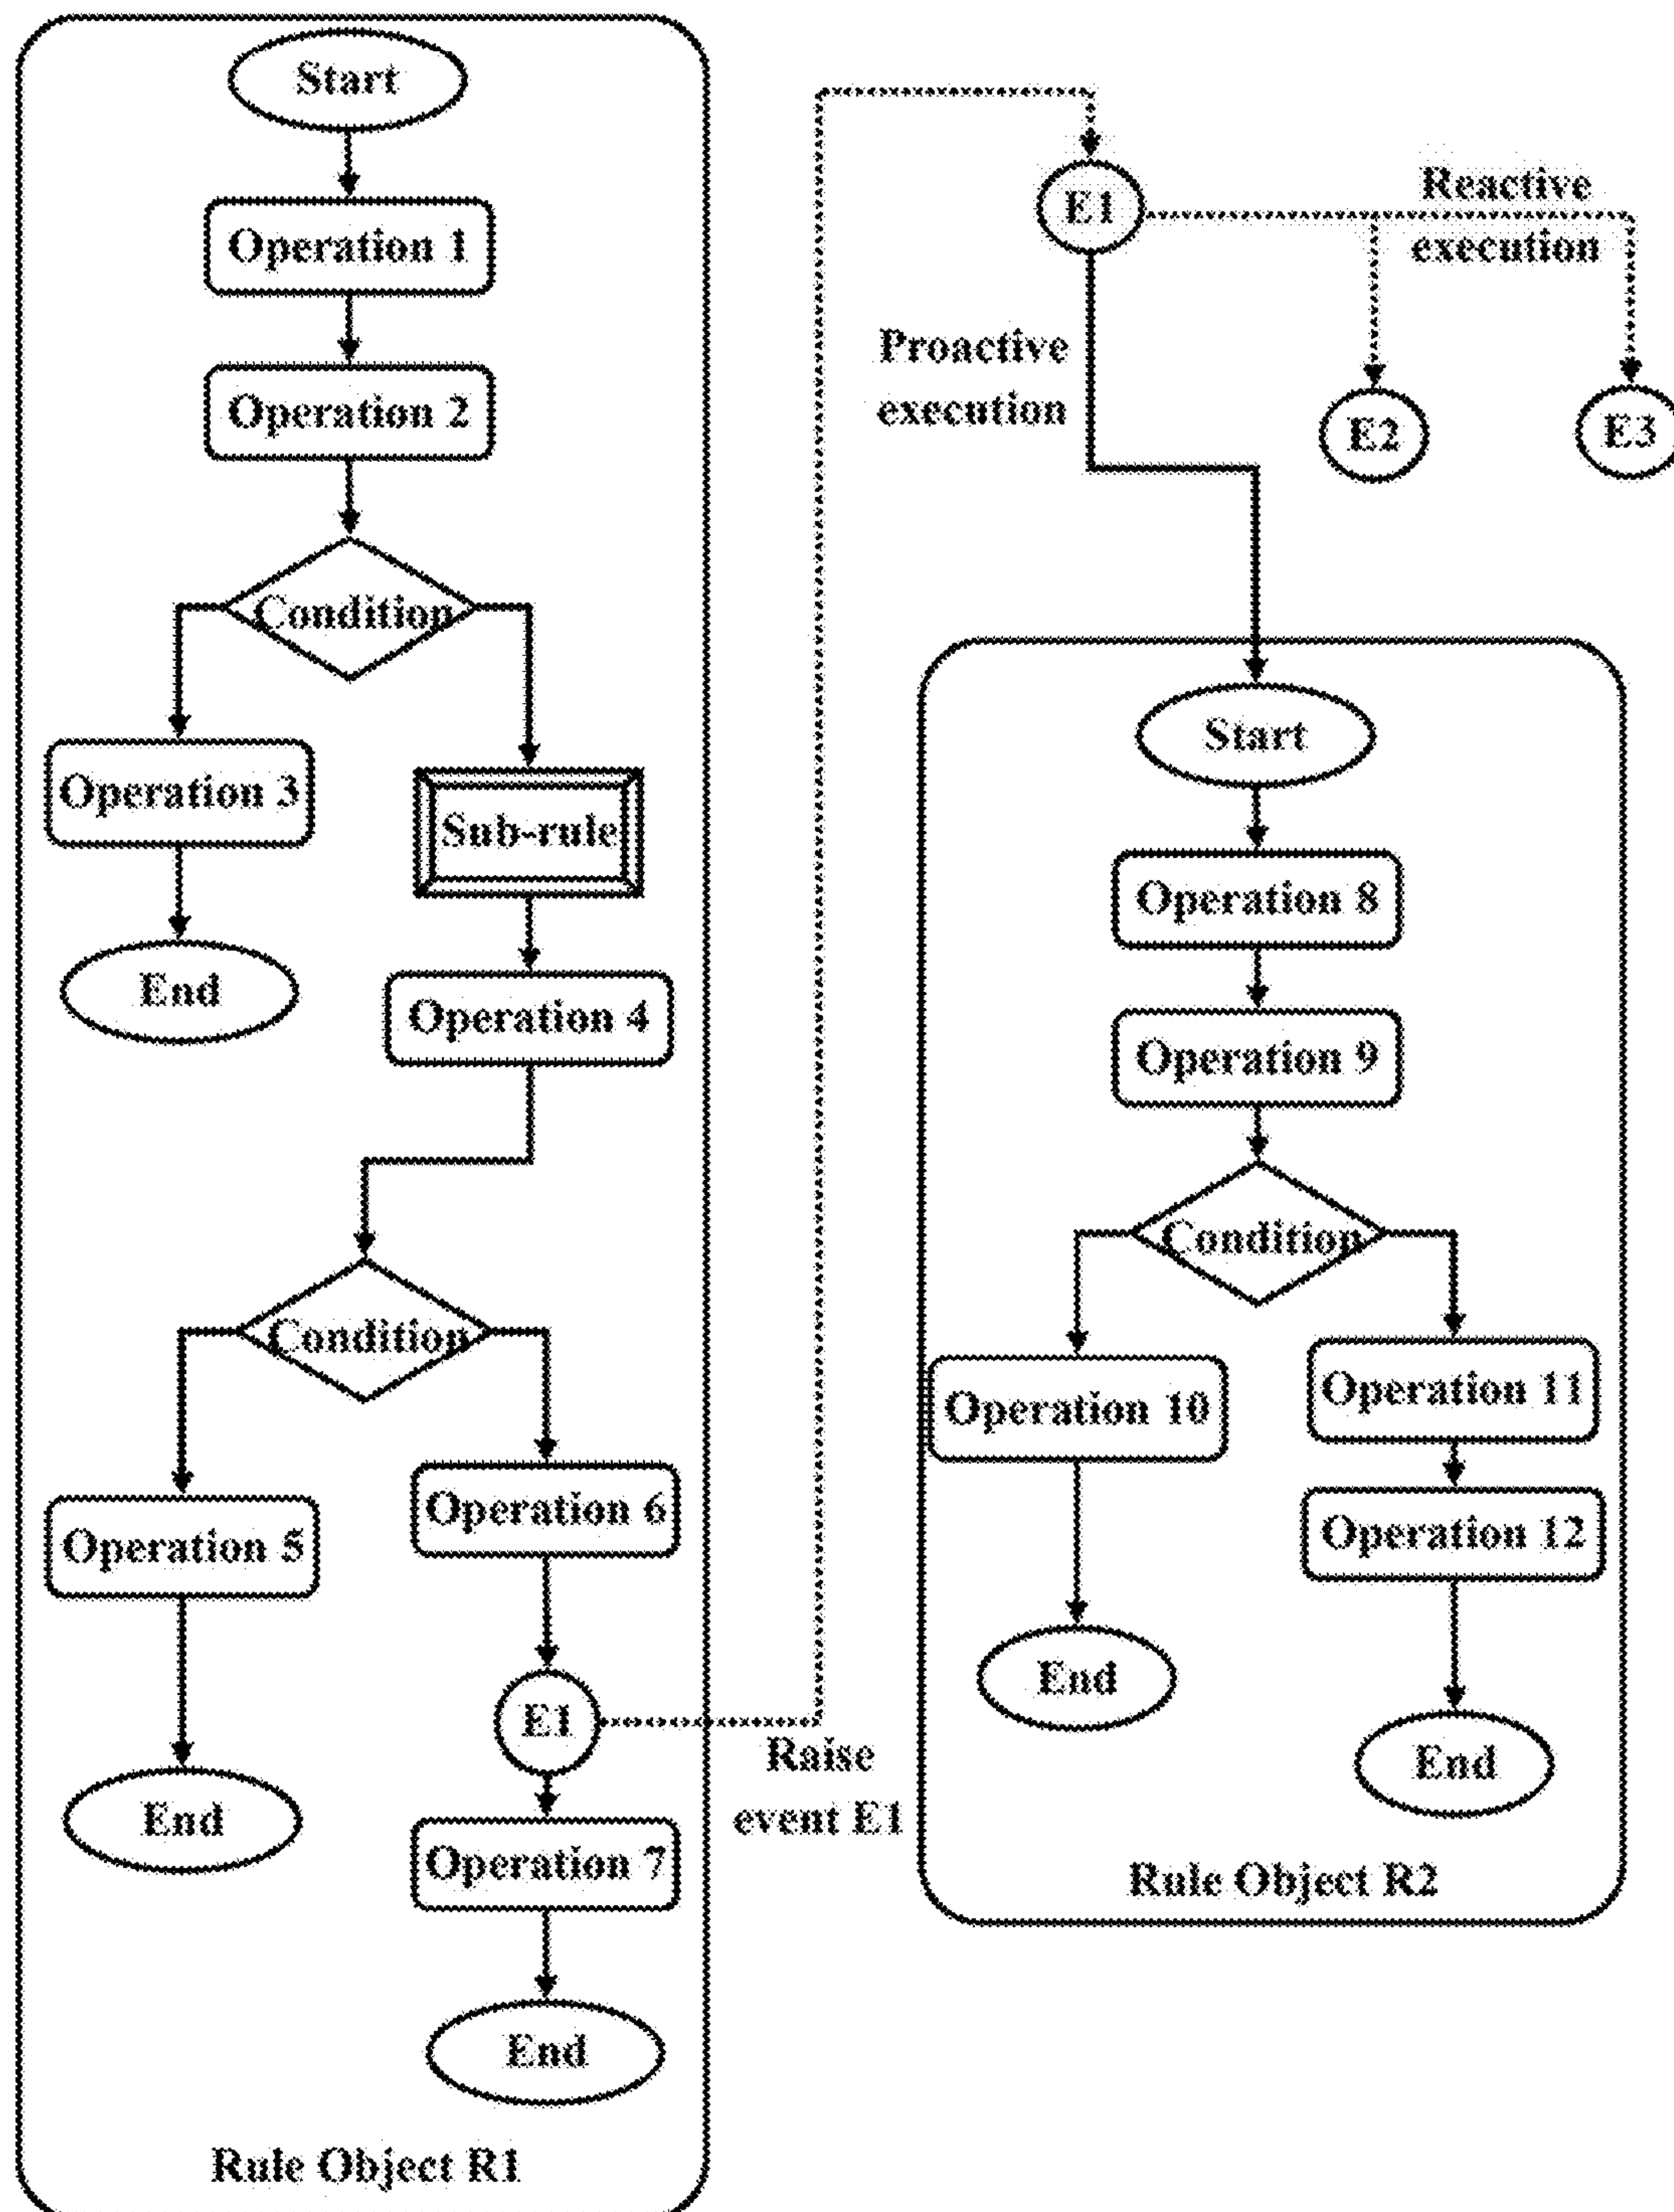 Start
Operation 1
Operation 2
Condition
Operation 3
Sub-rule
End
Operation 4
Condition
Operation 5
Operation 6
E1
End
Operation 7
End
Rule Object R1
Raise
event E1
E1
Reactive
execution
Proactive
execution
E2
E3
Start
Operation 8
Operation 9
Condition
Operation 10
Operation 11
Operation 12
End
End
Rule Object R2